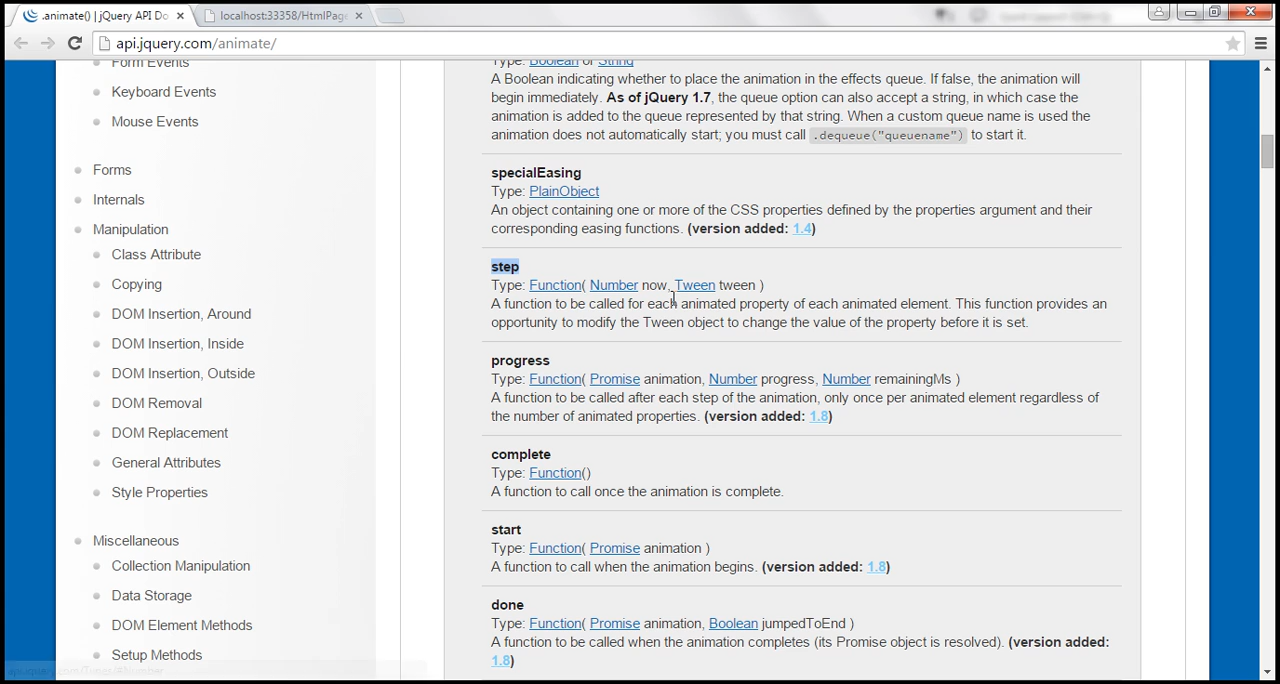 .animate() | jQuery API Do
localhost:33358/HtmlPage
api.jquery.com/animate/
Form Events
Keyboard Events
Mouse Events
Forms
Internals
Manipulation
Class Attribute
Copying
DOM Insertion, Around
DOM Insertion, Inside
DOM Insertion, Outside
DOM Removal
DOM Replacement
General Attributes
Style Properties
Miscellaneous
Collection Manipulation
Data Storage
DOM Element Methods
Setup Methods
Type: Boolean or String
A Boolean indicating whether to place the animation in the effects queue. If false, the animation will
begin immediately. As of jQuery 1.7, the queue option can also accept a string, in which case the
animation is added to the queue represented by that string. When a custom queue name is used the
animation does not automatically start; you must call .dequeue("queuename") to start it.
specialEasing
Type: PlainObject
An object containing one or more of the CSS properties defined by the properties argument and their
corresponding easing functions. (version added: 1.4)
step
Type: Function( Number now, Tween tween )
A function to be called for each animated property of each animated element. This function provides an
opportunity to modify the Tween object to change the value of the property before it is set.
progress
Type: Function( Promise animation, Number progress, Number remainingMs )
A function to be called after each step of the animation, only once per animated element regardless of
the number of animated properties. (version added: 1.8)
complete
Type: Function()
A function to call once the animation is complete.
start
Type: Function( Promise animation )
A function to call when the animation begins. (version added: 1.8)
done
Type: Function( Promise animation, Boolean jumpedToEnd )
A function to be called when the animation completes (its Promise object is resolved). (version added:
1.8)